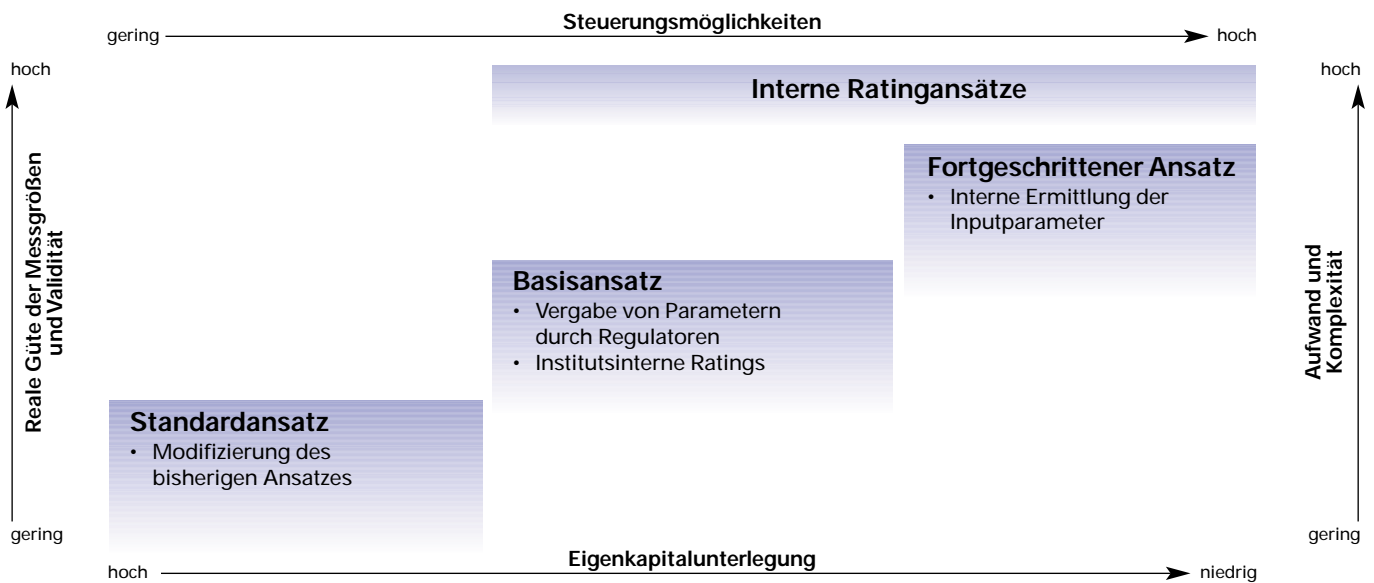 Steuerungsmöglichkeiten
gering
hoch
hoch
hoch
Interne Ratingansätze
Fortgeschrittener Ansatz
• Interne Ermittlung der
Inputparameter
Reale Güte der Messgrößen
und Validität
Aufwand und
Komplexität
Basisansatz
• Vergabe von Parametern
durch Regulatoren
• Institutsinterne Ratings
Standardansatz
• Modifizierung des
bisherigen Ansatzes
gering
gering
Eigenkapitalunterlegung
hoch
niedrig